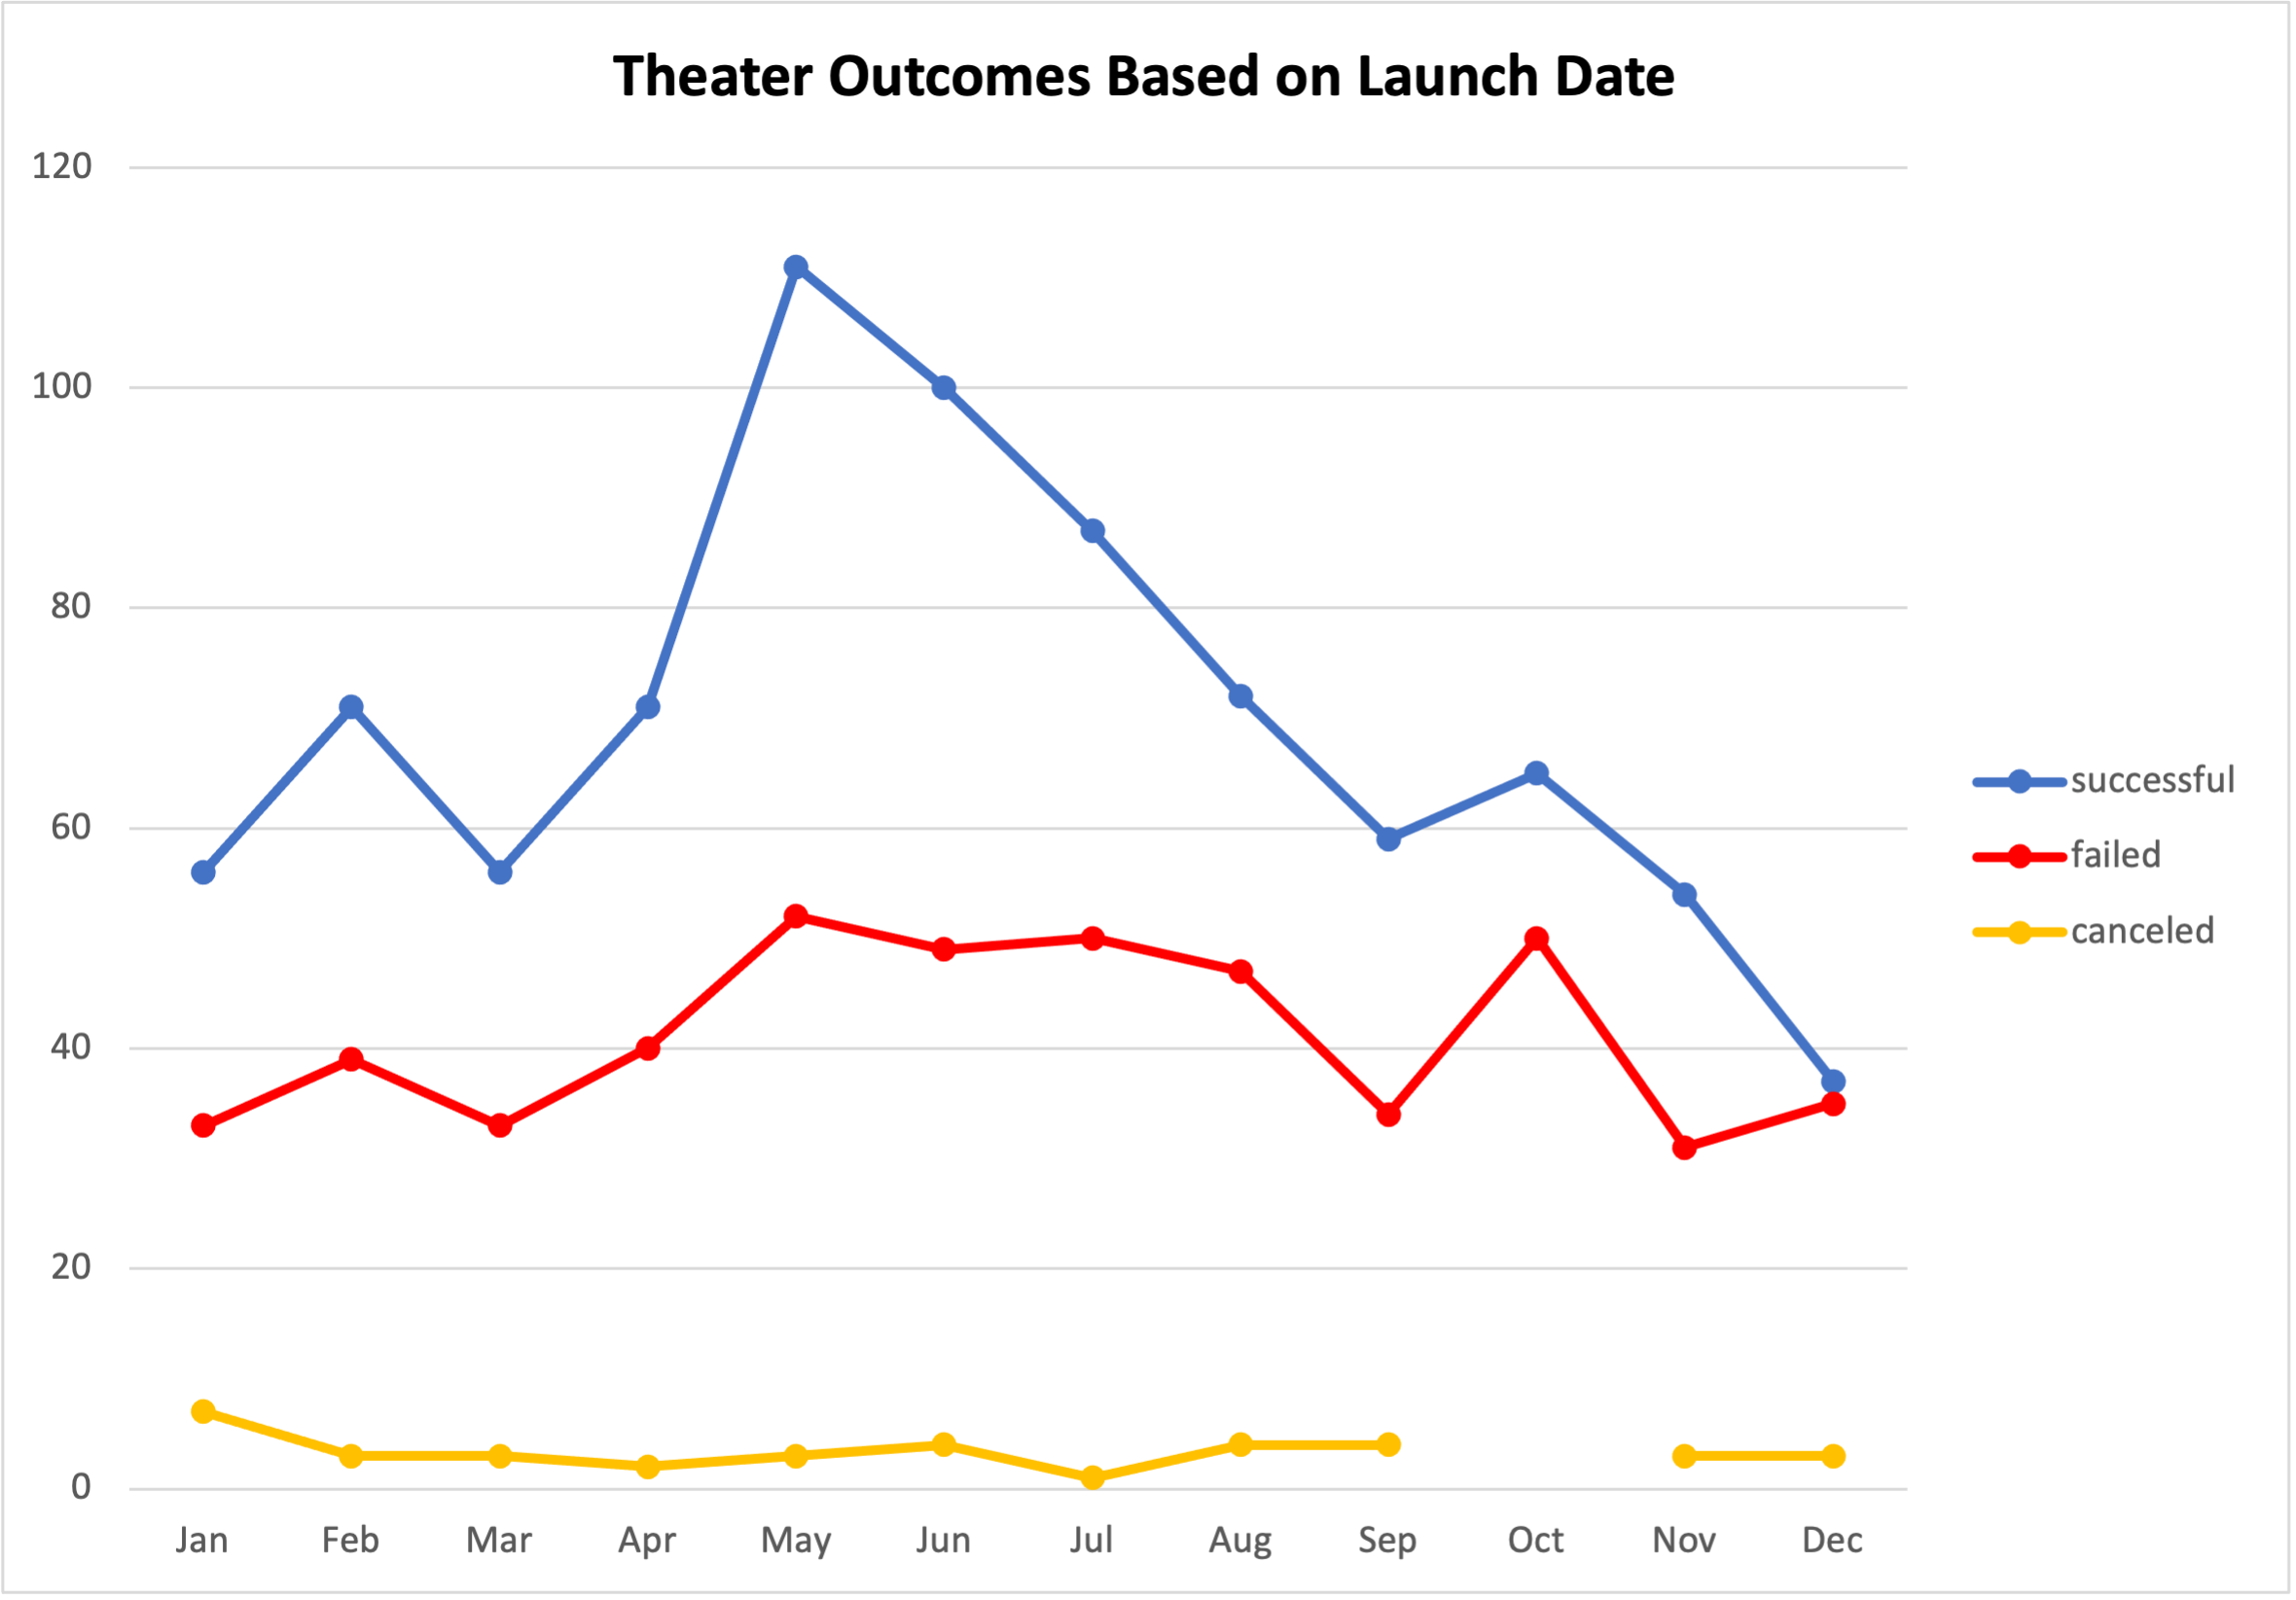 Theater Outcomes Based on Launch Date
120
100
80
60
40
20
0
Jan Feb Mar Apr May Jun Jul Aug Sep Oct Nov Dec
successful
failed
canceled